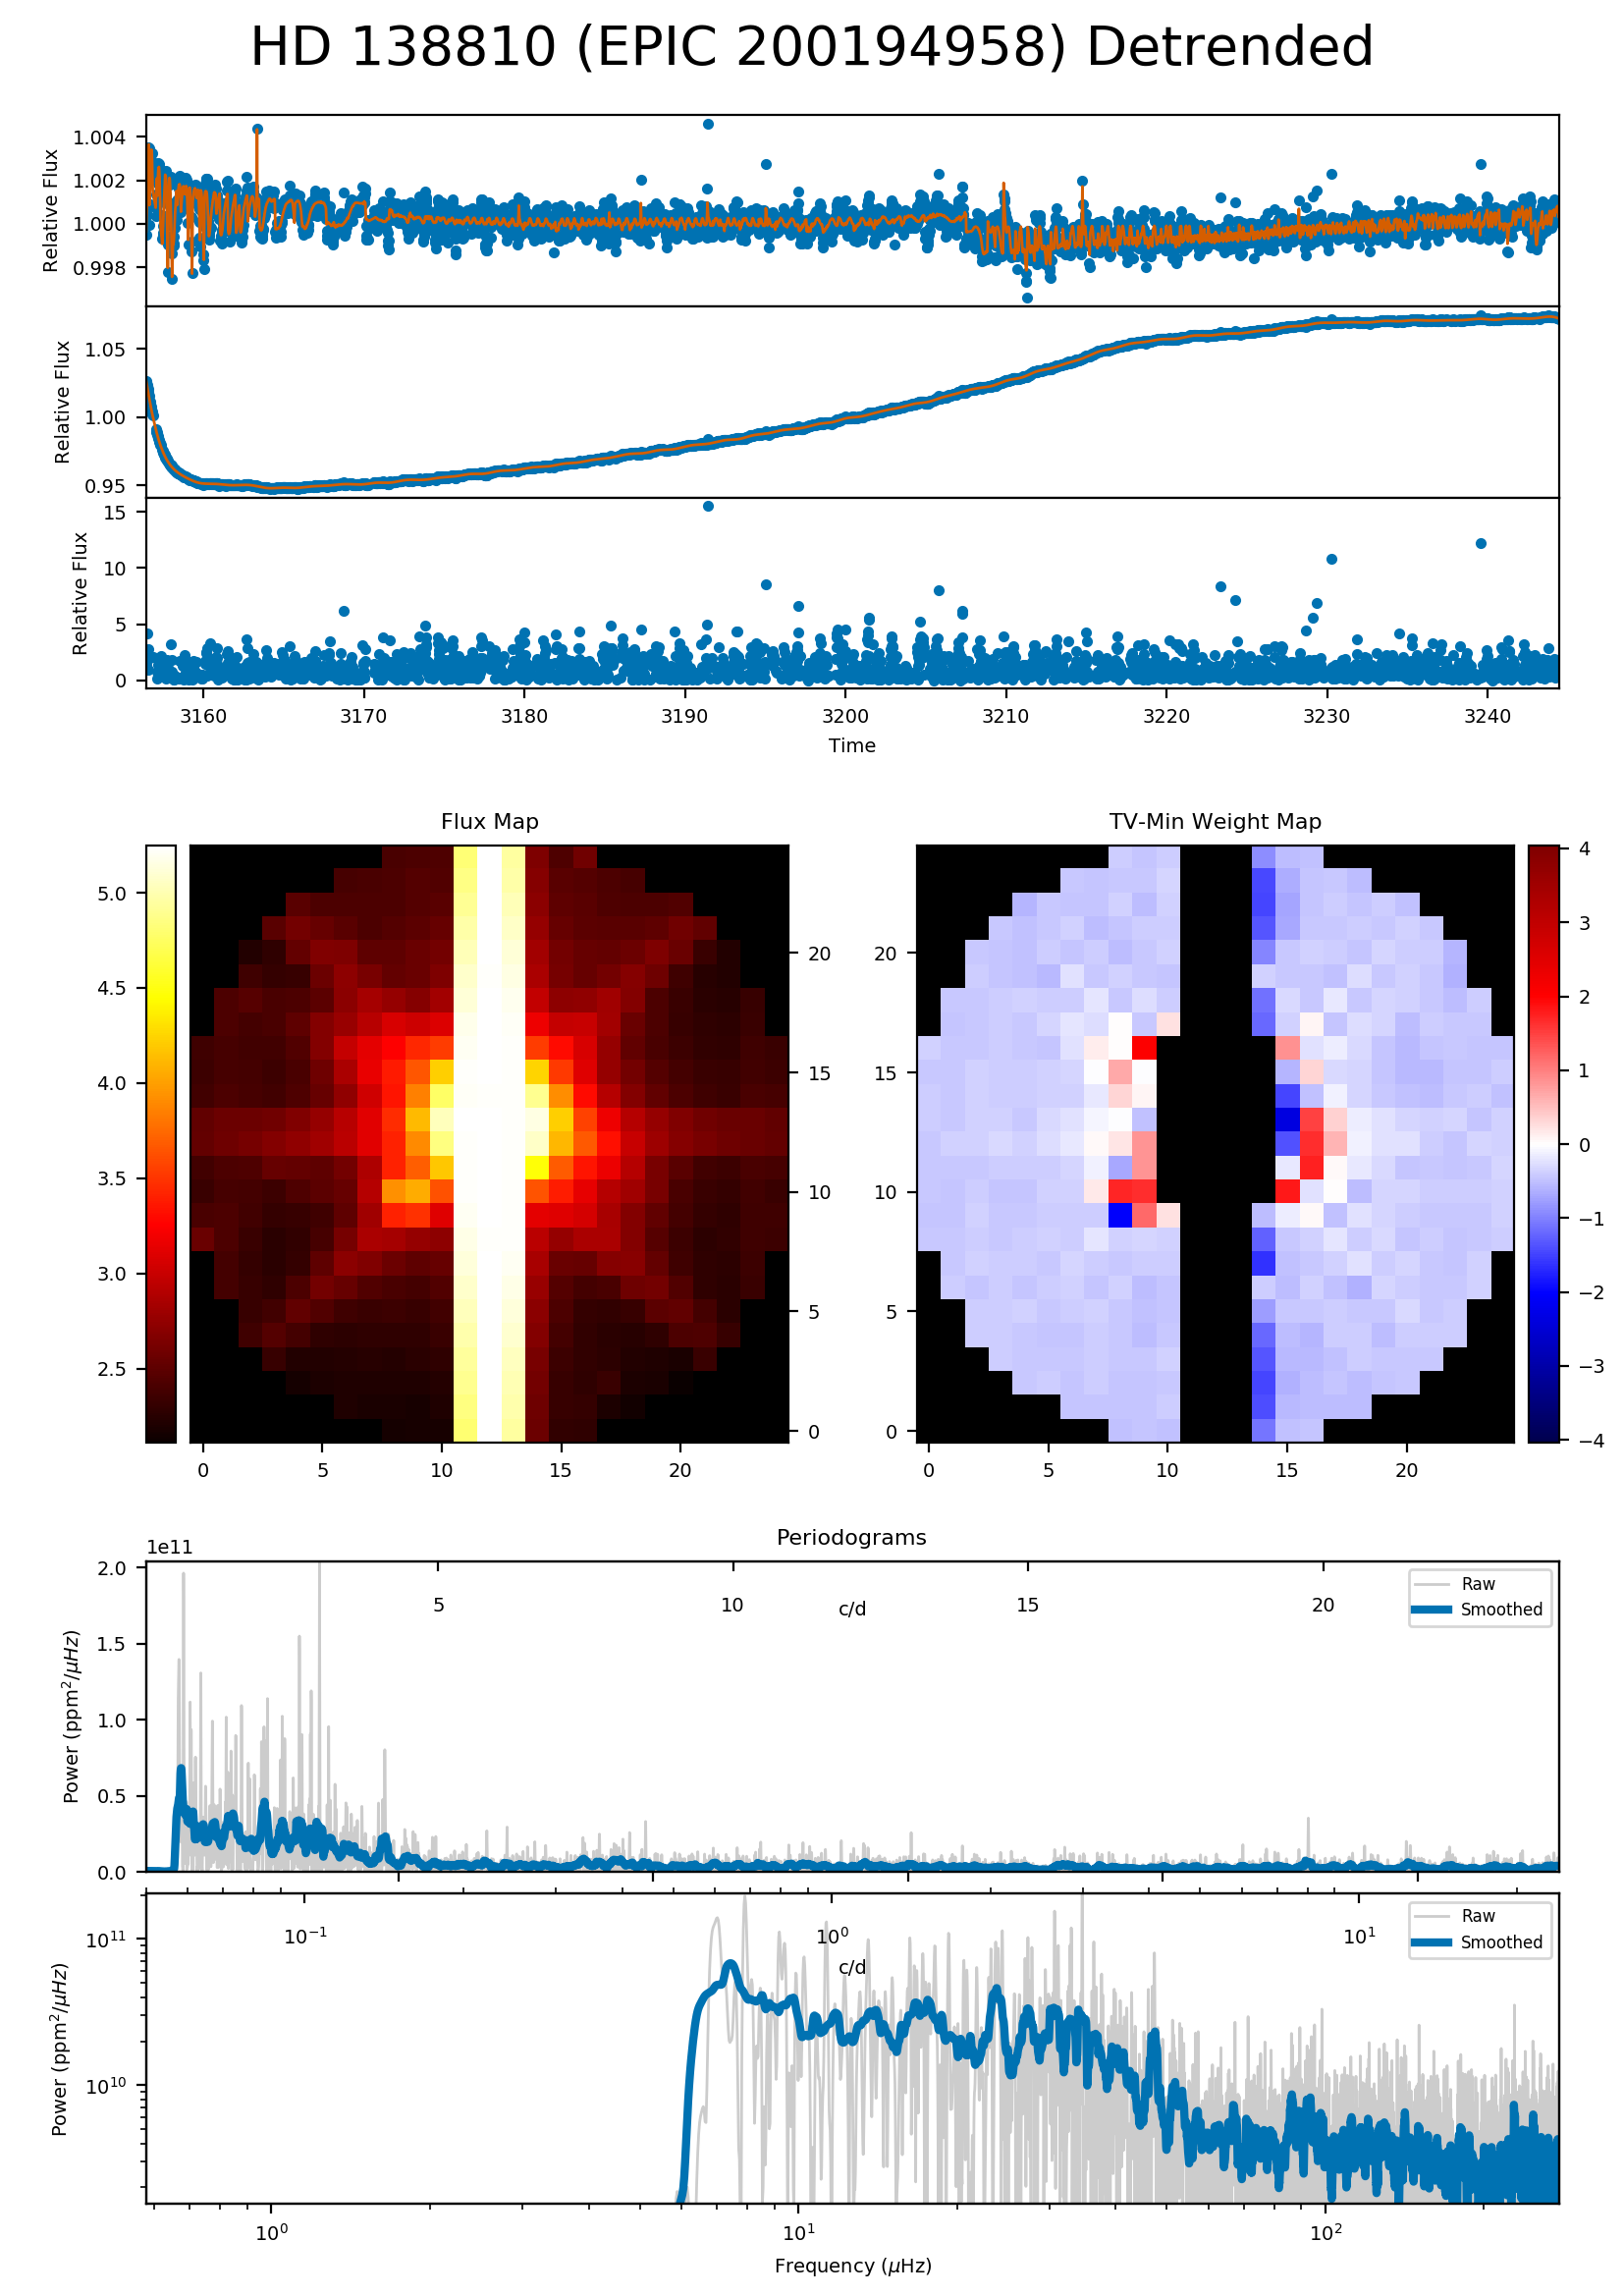 HD 138810 (EPIC 200194958) Detrended
1.004
1.002
1.000
0.998
Relative Flux
1.05
1.00
0.95
Relative Flux
15
10
5
0
Relative Flux
3160 3170 3180 3190 3200 3210 3220 3230 3240
Time
Flux Map
5.0
4.5
4.0
3.5
3.0
2.5
20
15
10
5
0
0 5 10 15 20
TV-Min Weight Map
20
15
10
5
0
0 5 10 15 20
4
3
2
1
0
−1
−2
−3
−4
Periodograms
1e11
2.0
1.5
1.0
0.5
0.0
Power (ppm²/μHz)
5 10 15 20
c/d
Raw
Smoothed
10¹¹
10¹⁰
Power (ppm²/μHz)
10⁻¹ 10⁰ 10¹
c/d
Raw
Smoothed
10⁰ 10¹ 10²
Frequency (μHz)